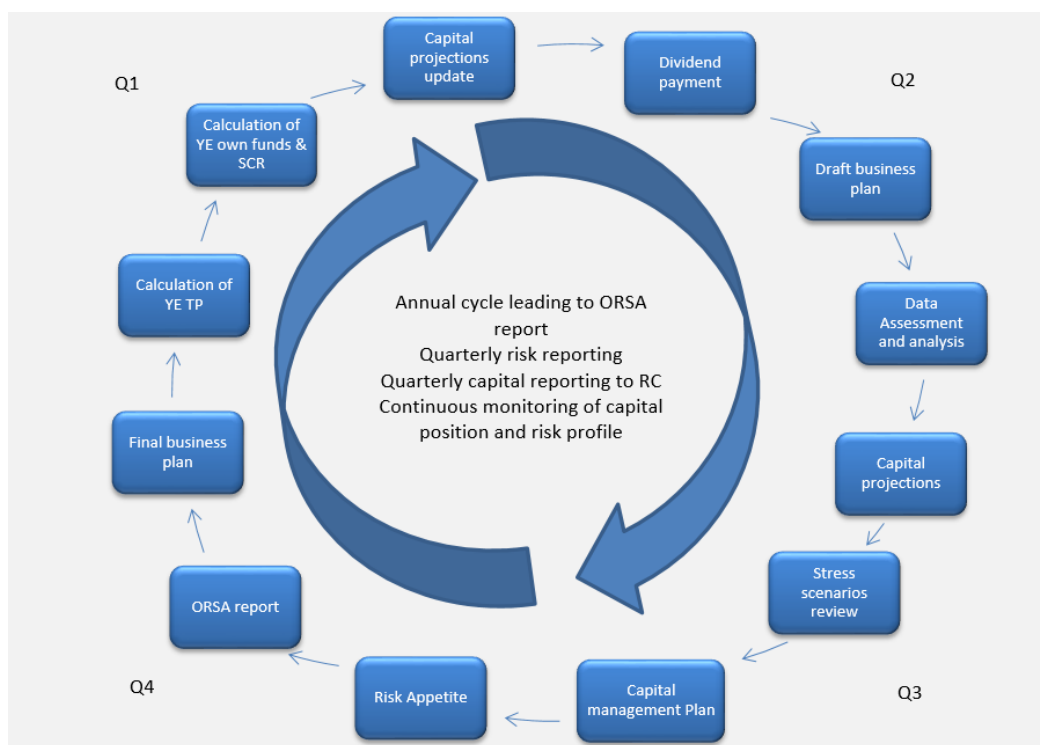 Q1
Capital
projections
update
Dividend
payment
Q2
Calculation of
YE own funds &
SCR
Draft business
plan
Calculation of
YE TP
Data
Assessment
and analysis
Annual cycle leading to ORSA
report
Quarterly risk reporting
Quarterly capital reporting to RC
Continuous monitoring of capital
position and risk profile
Final business
plan
Capital
projections
Stress
scenarios
review
ORSA report
Q4
Risk Appetite
Capital
management Plan
Q3